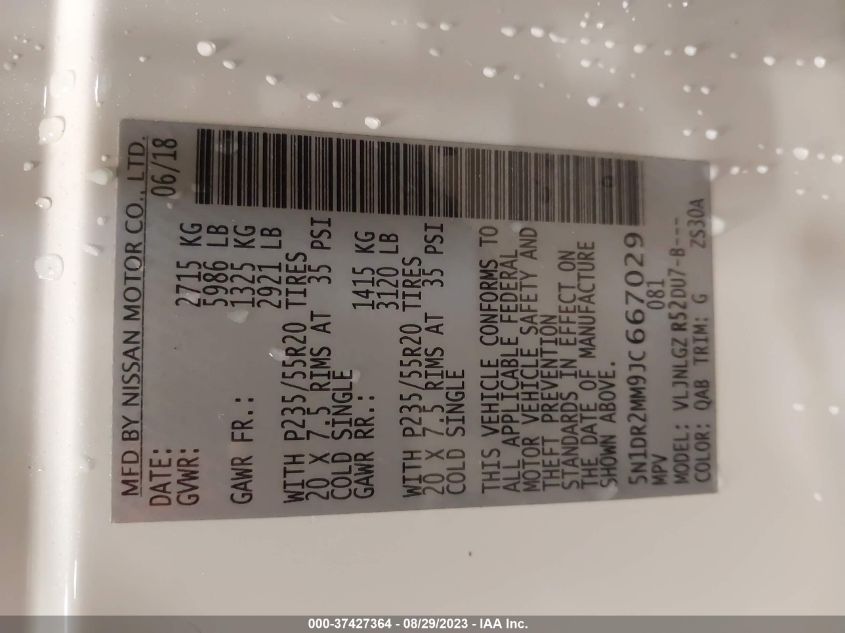 MFD BY NISSAN MOTOR CO., LTD.
DATE: 06/18
GVWR: 2715 KG
5986 LB
GAWR FR.: 1325 KG
2921 LB
WITH P235/55R20 TIRES
20 X 7.5 RIMS AT 35 PSI
COLD SINGLE
GAWR RR.: 1415 KG
3120 LB
WITH P235/55R20 TIRES
20 X 7.5 RIMS AT 35 PSI
COLD SINGLE
THIS VEHICLE CONFORMS TO
ALL APPLICABLE FEDERAL
MOTOR VEHICLE SAFETY AND
THEFT PREVENTION
STANDARDS IN EFFECT ON
THE DATE OF MANUFACTURE
SHOWN ABOVE.
5N1DR2MM9JC667029
MPV 081
MODEL: VLJNLGZ R52DU7-B---
COLOR: QAB TRIM: G ZS30A
000-37427364 - 08/29/2023 - IAA Inc.